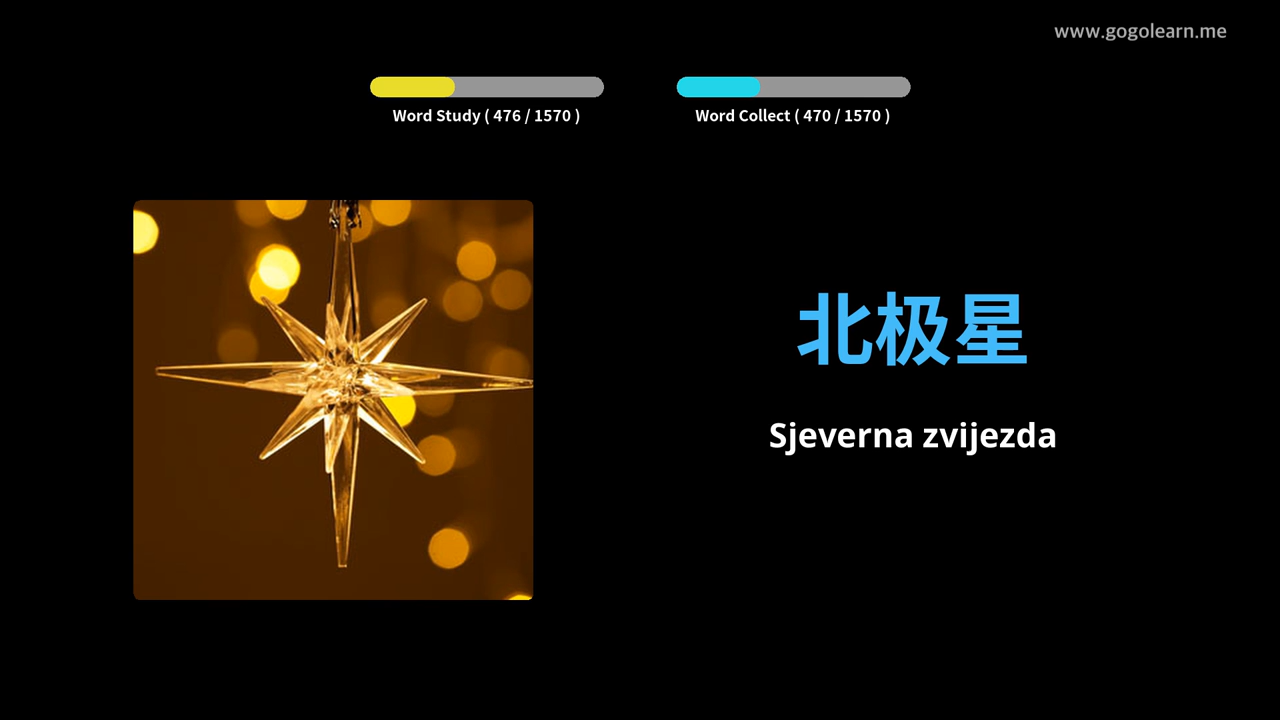 www.gogolearn.me
Word Study ( 476 / 1570 )
Word Collect ( 470 / 1570 )
北极星
Sjeverna zvijezda